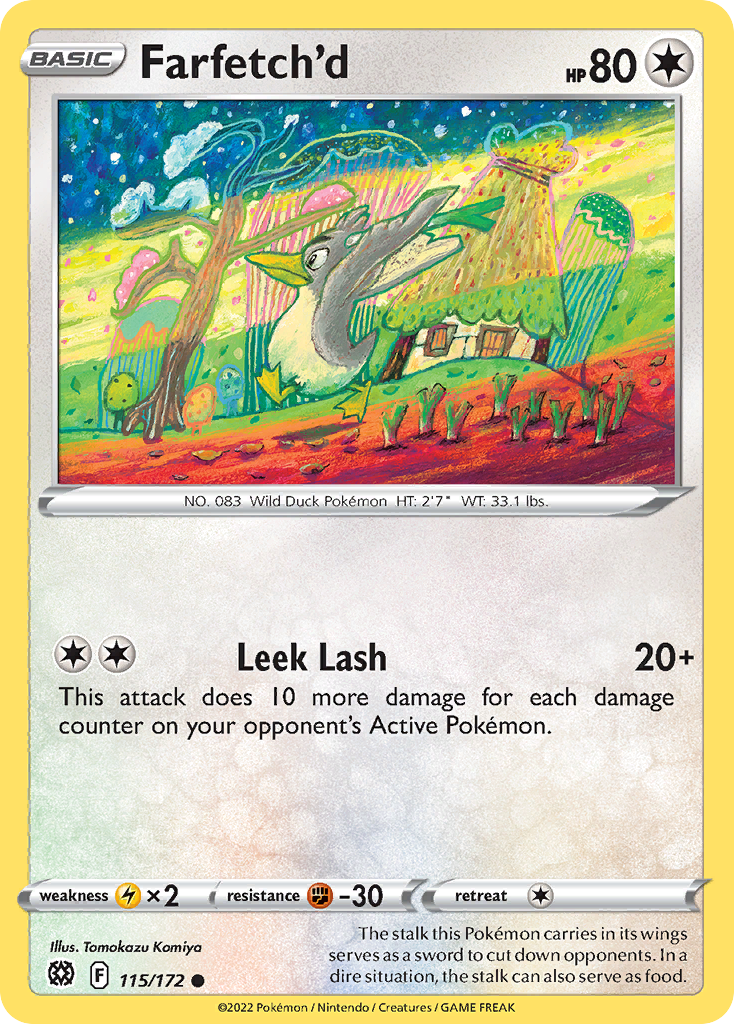 BASIC
Farfetch'd
HP80
NO. 083 Wild Duck Pokémon HT: 2'7" WT: 33.1 lbs.
Leek Lash 20+
This attack does 10 more damage for each damage
counter on your opponent's Active Pokémon.
weakness ×2 resistance -30 retreat
Illus. Tomokazu Komiya
F 115/172
The stalk this Pokémon carries in its wings
serves as a sword to cut down opponents. In a
dire situation, the stalk can also serve as food.
©2022 Pokémon / Nintendo / Creatures / GAME FREAK